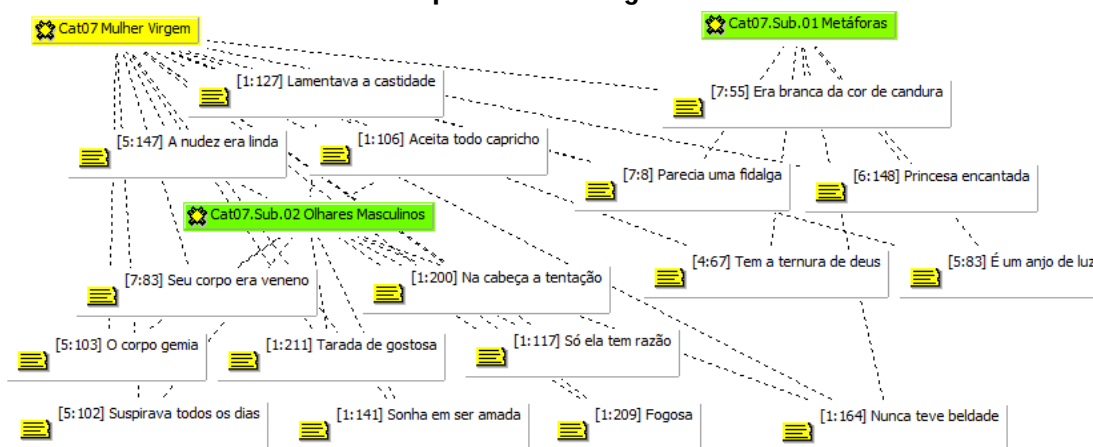 Cat07 Mulher Virgem
Cat07.Sub.01 Metáforas
[1:127] Lamentava a castidade
[7:55] Era branca da cor de candura
[5:147] A nudez era linda
[1:106] Aceita todo capricho
[7:8] Parecia uma fidalga
[6:148] Princesa encantada
Cat07.Sub.02 Olhares Masculinos
[7:83] Seu corpo era veneno
[1:200] Na cabeça a tentação
[4:67] Tem a ternura de deus
[5:83] É um anjo de luz
[5:103] O corpo gemia
[1:211] Tarada de gostosa
[1:117] Só ela tem razão
[5:102] Suspirava todos os dias
[1:141] Sonha em ser amada
[1:209] Fogosa
[1:164] Nunca teve beldade